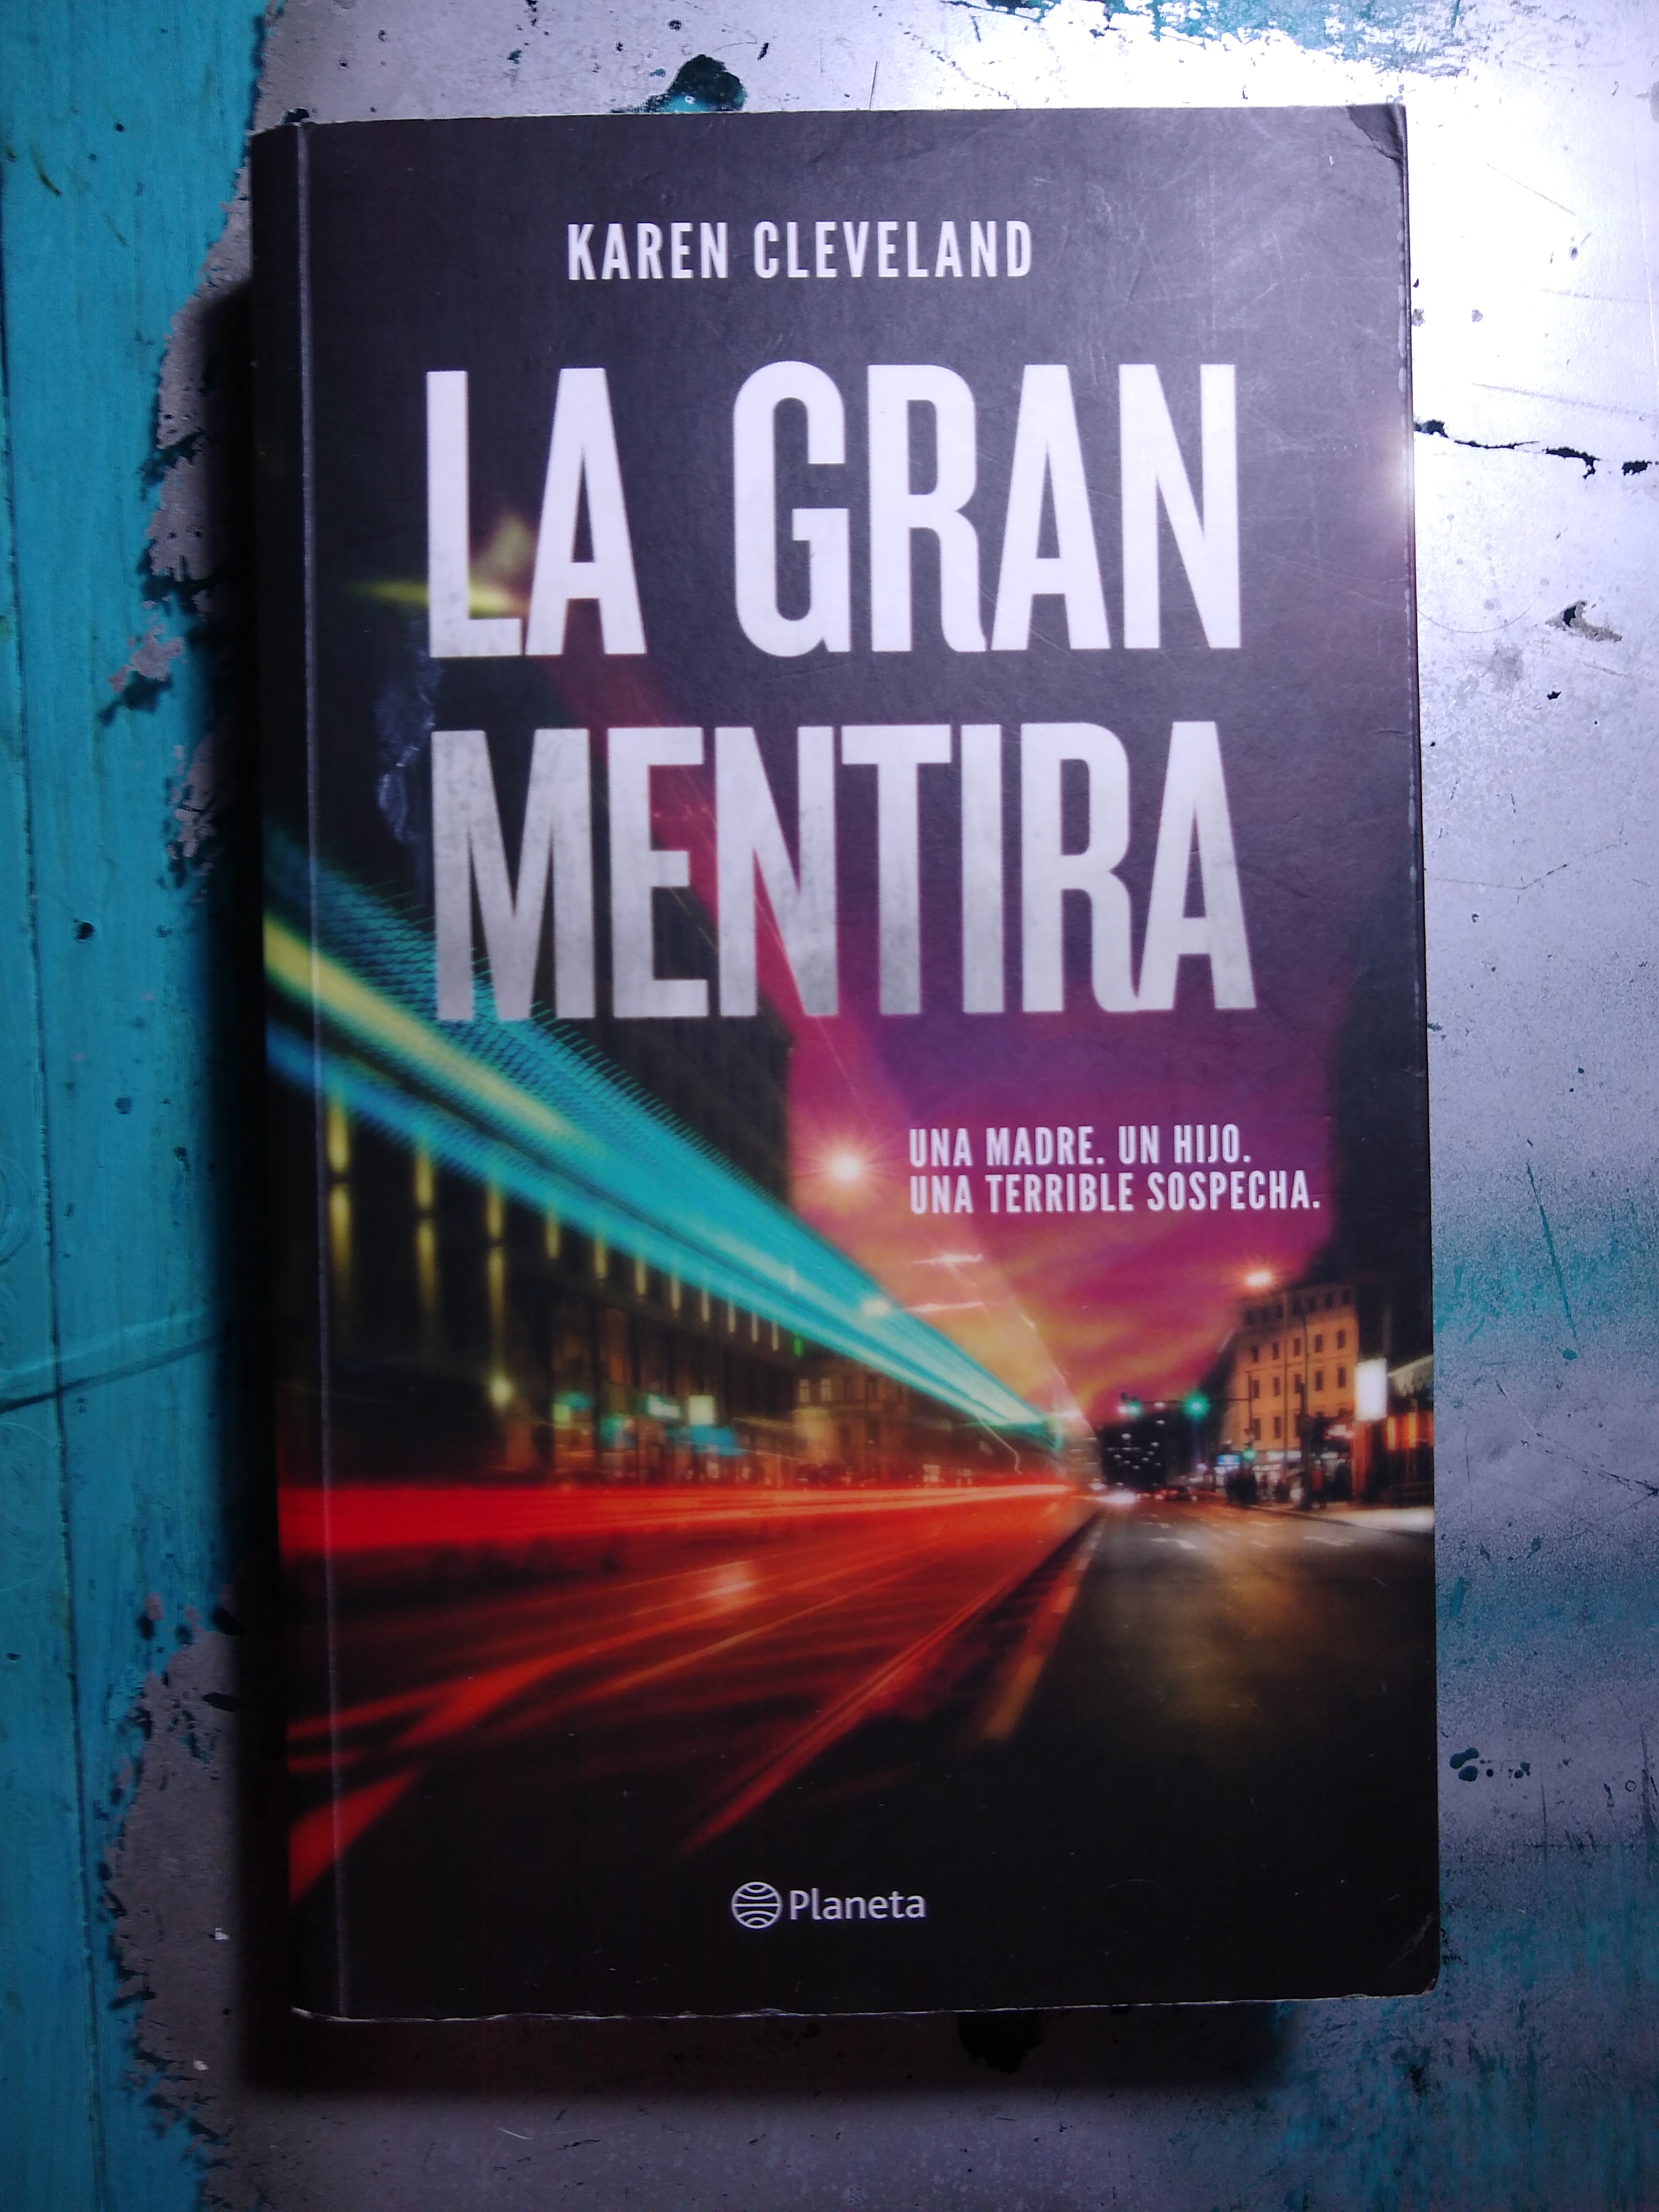 KAREN CLEVELAND
LA GRAN
MENTIRA
UNA MADRE. UN HIJO.
UNA TERRIBLE SOSPECHA.
Planeta